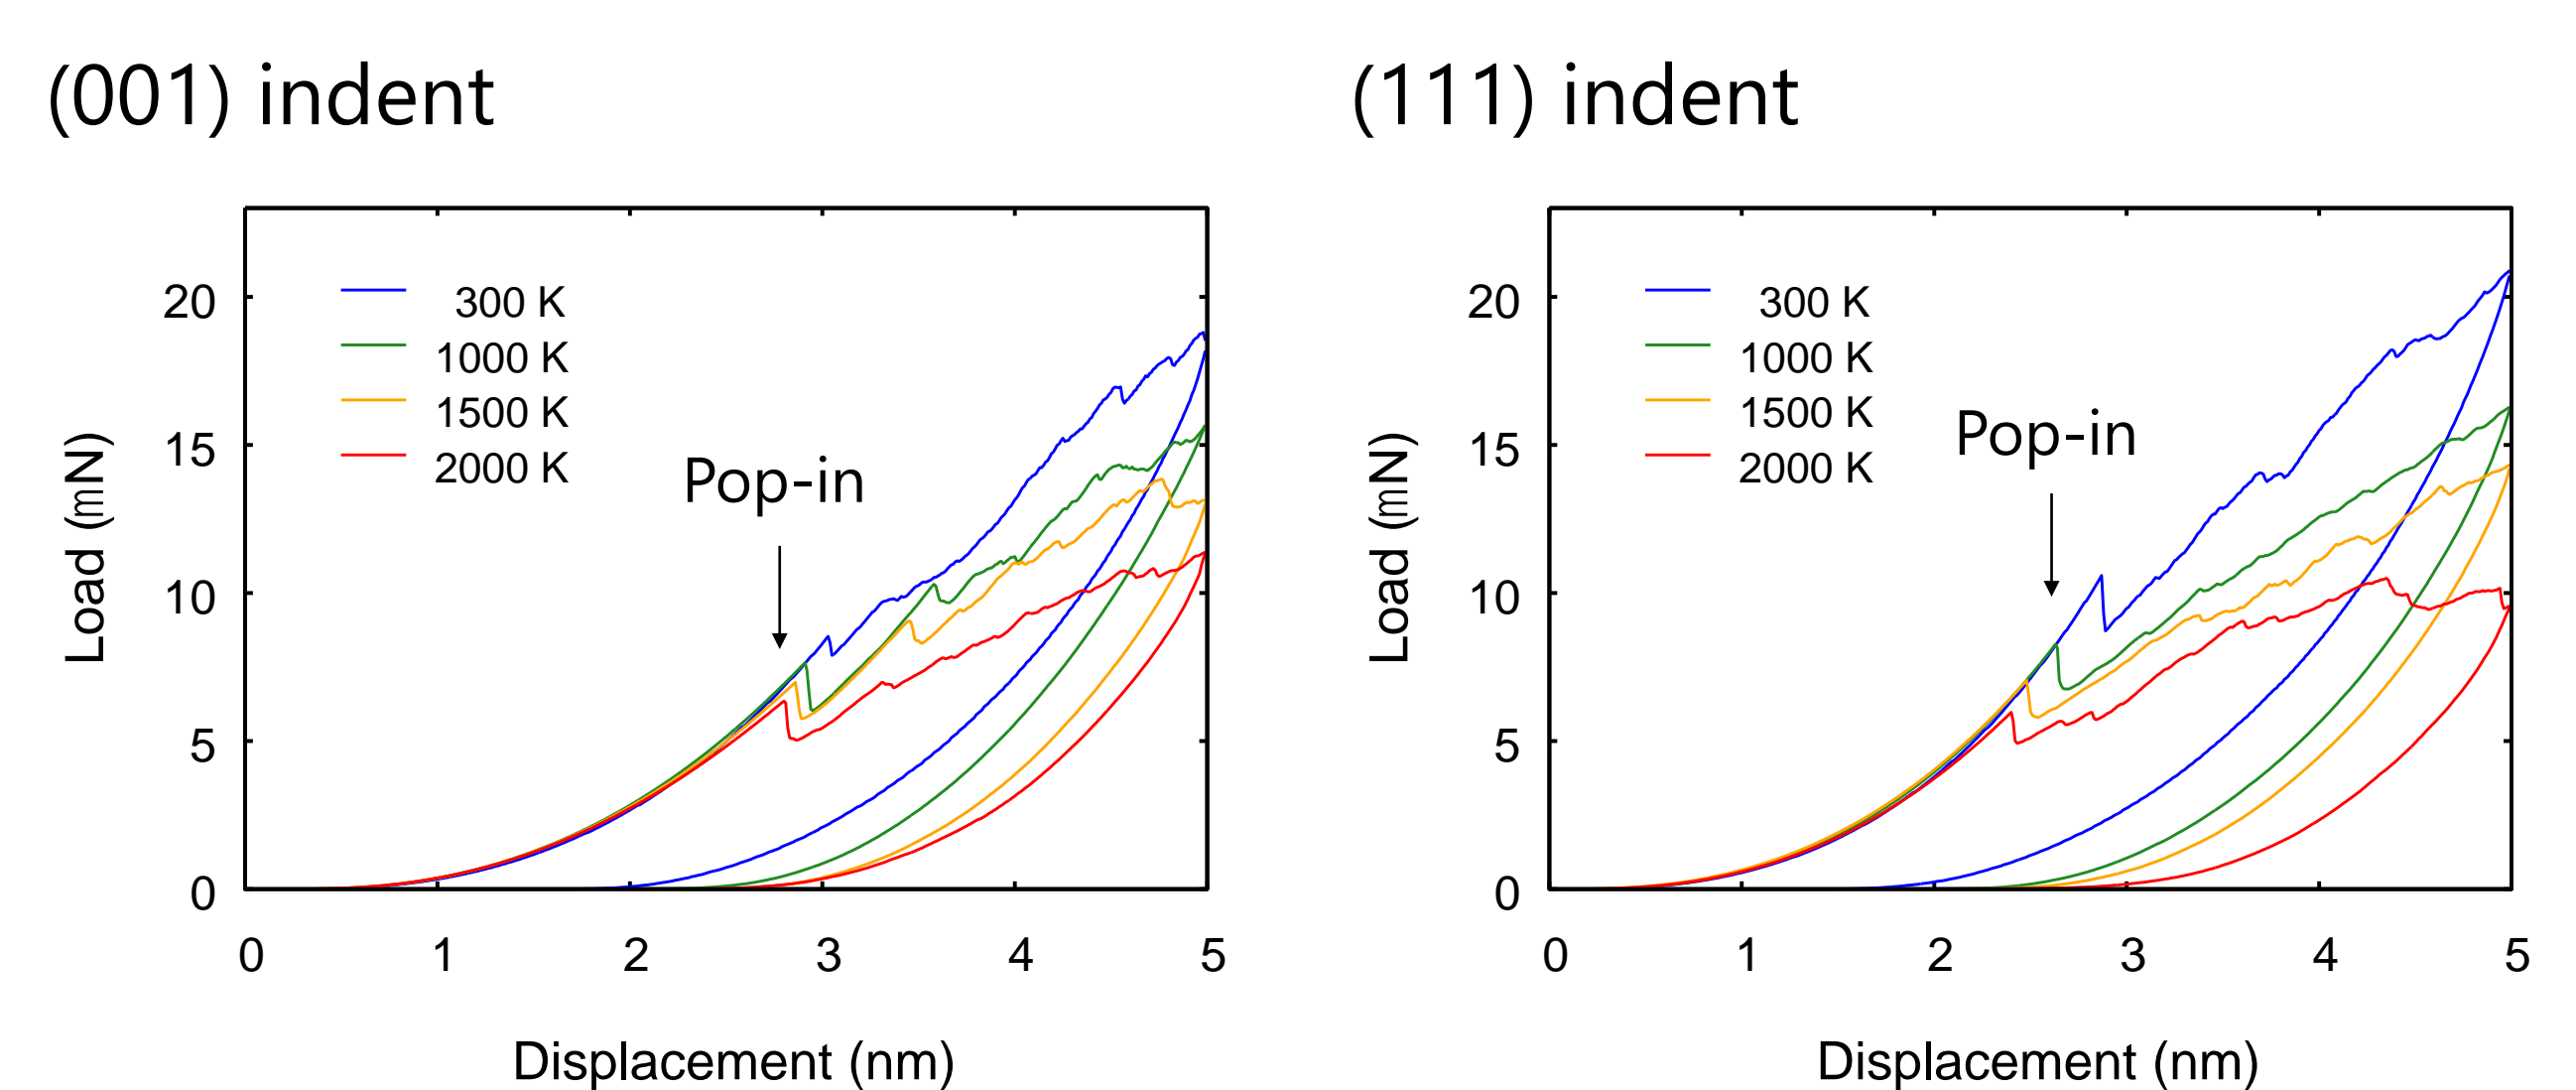 (001) indent
20
15
10
5
0
0 1 2 3 4 5
Load (mN)
Displacement (nm)
300 K
1000 K
1500 K
2000 K
Pop-in
(111) indent
20
15
10
5
0
0 1 2 3 4 5
Load (mN)
Displacement (nm)
300 K
1000 K
1500 K
2000 K
Pop-in